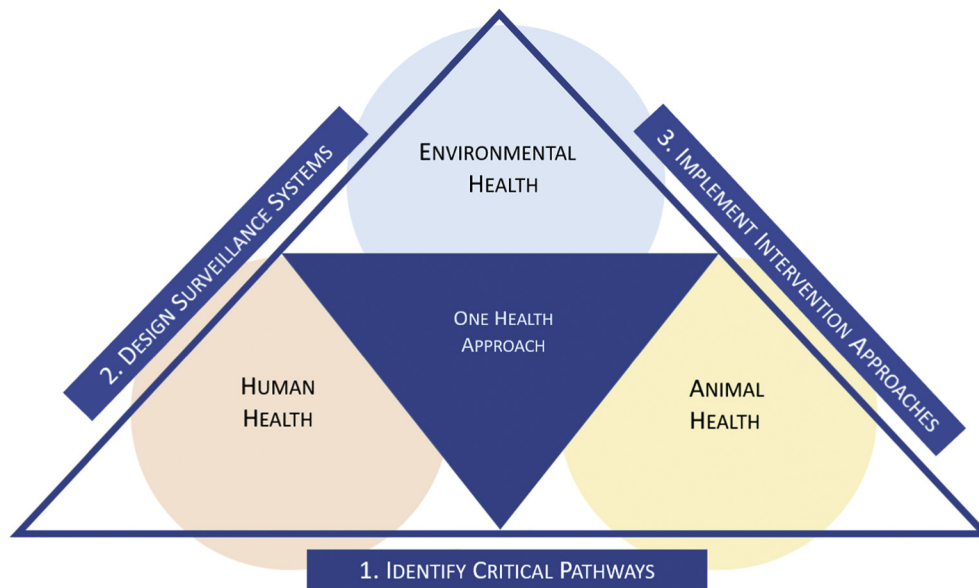 ENVIRONMENTAL
HEALTH
2. DESIGN SURVEILLANCE SYSTEMS
3. IMPLEMENT INTERVENTION APPROACHES
ONE HEALTH
APPROACH
HUMAN
HEALTH
ANIMAL
HEALTH
1. IDENTIFY CRITICAL PATHWAYS